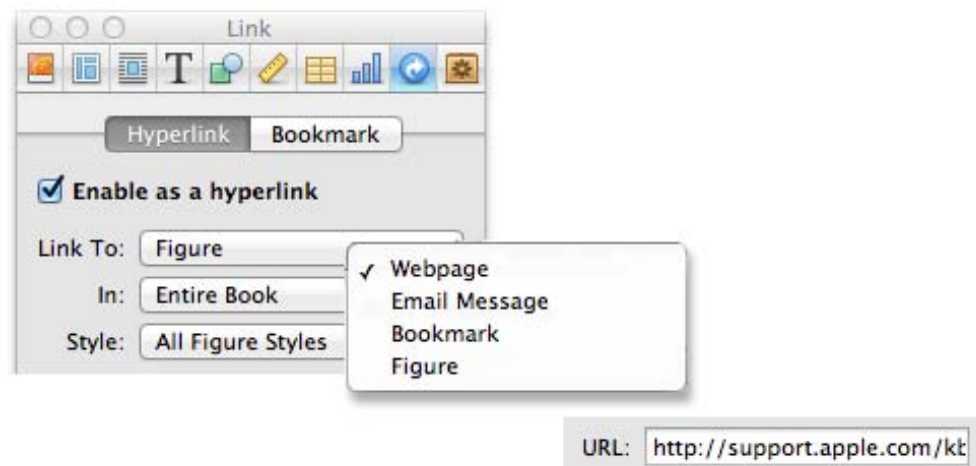 Link
T
Hyperlink Bookmark
Enable as a hyperlink
Link To: Figure
In: Entire Book
Style: All Figure Styles
Webpage
Email Message
Bookmark
Figure
URL: http://support.apple.com/kb